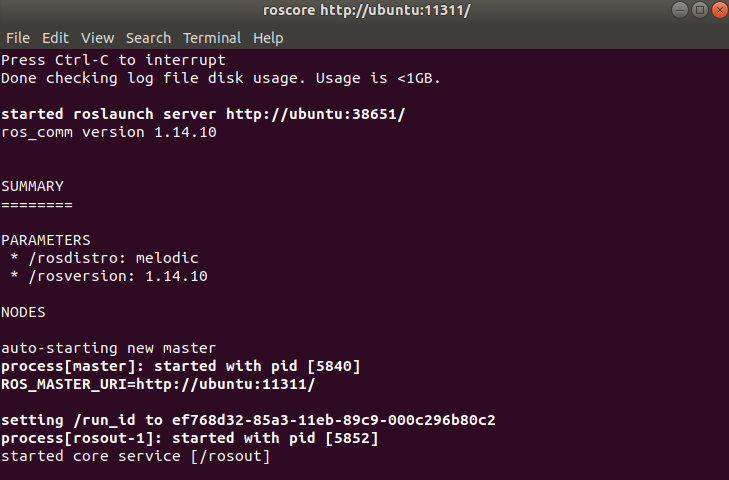 roscore http://ubuntu:11311/
File Edit View Search Terminal Help
Press Ctrl-C to interrupt
Done checking log file disk usage. Usage is <1GB.
started roslaunch server http://ubuntu:38651/
ros_comm version 1.14.10
SUMMARY
========
PARAMETERS
 * /rosdistro: melodic
 * /rosversion: 1.14.10
NODES
auto-starting new master
process[master]: started with pid [5840]
ROS_MASTER_URI=http://ubuntu:11311/
setting /run_id to ef768d32-85a3-11eb-89c9-000c296b80c2
process[rosout-1]: started with pid [5852]
started core service [/rosout]